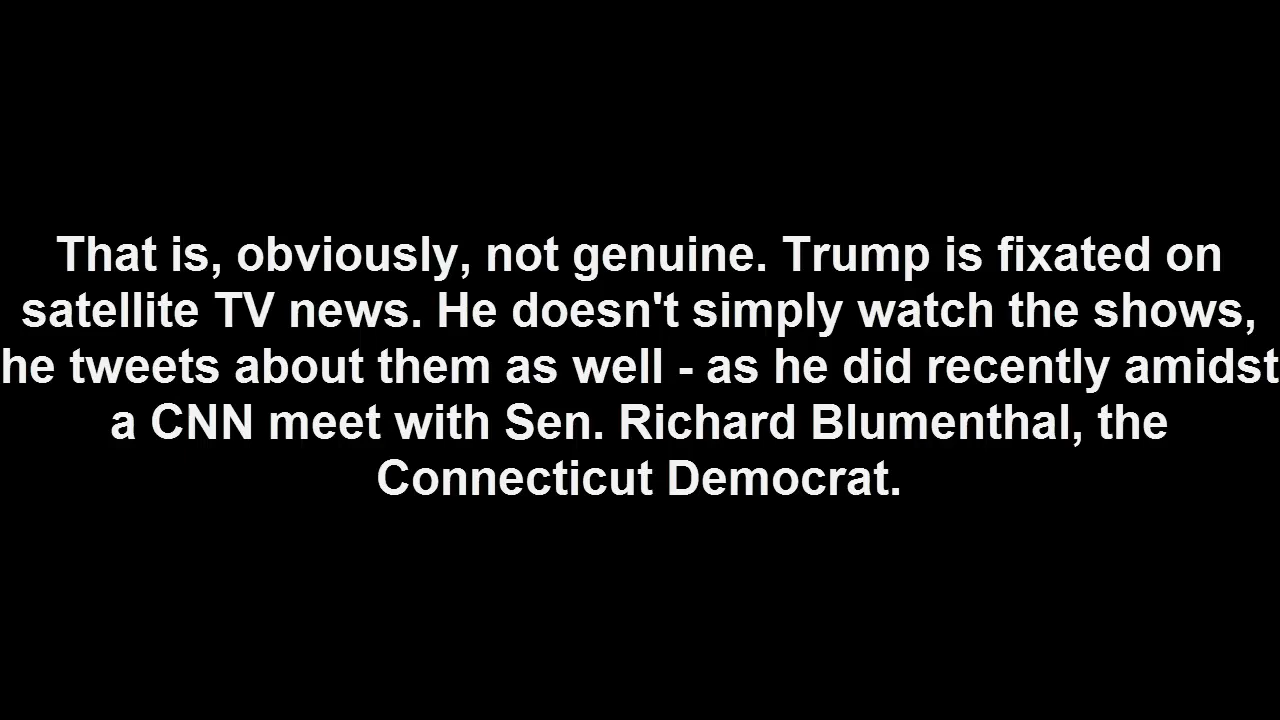 That is, obviously, not genuine. Trump is fixated on
satellite TV news. He doesn't simply watch the shows,
he tweets about them as well - as he did recently amidst
a CNN meet with Sen. Richard Blumenthal, the
Connecticut Democrat.